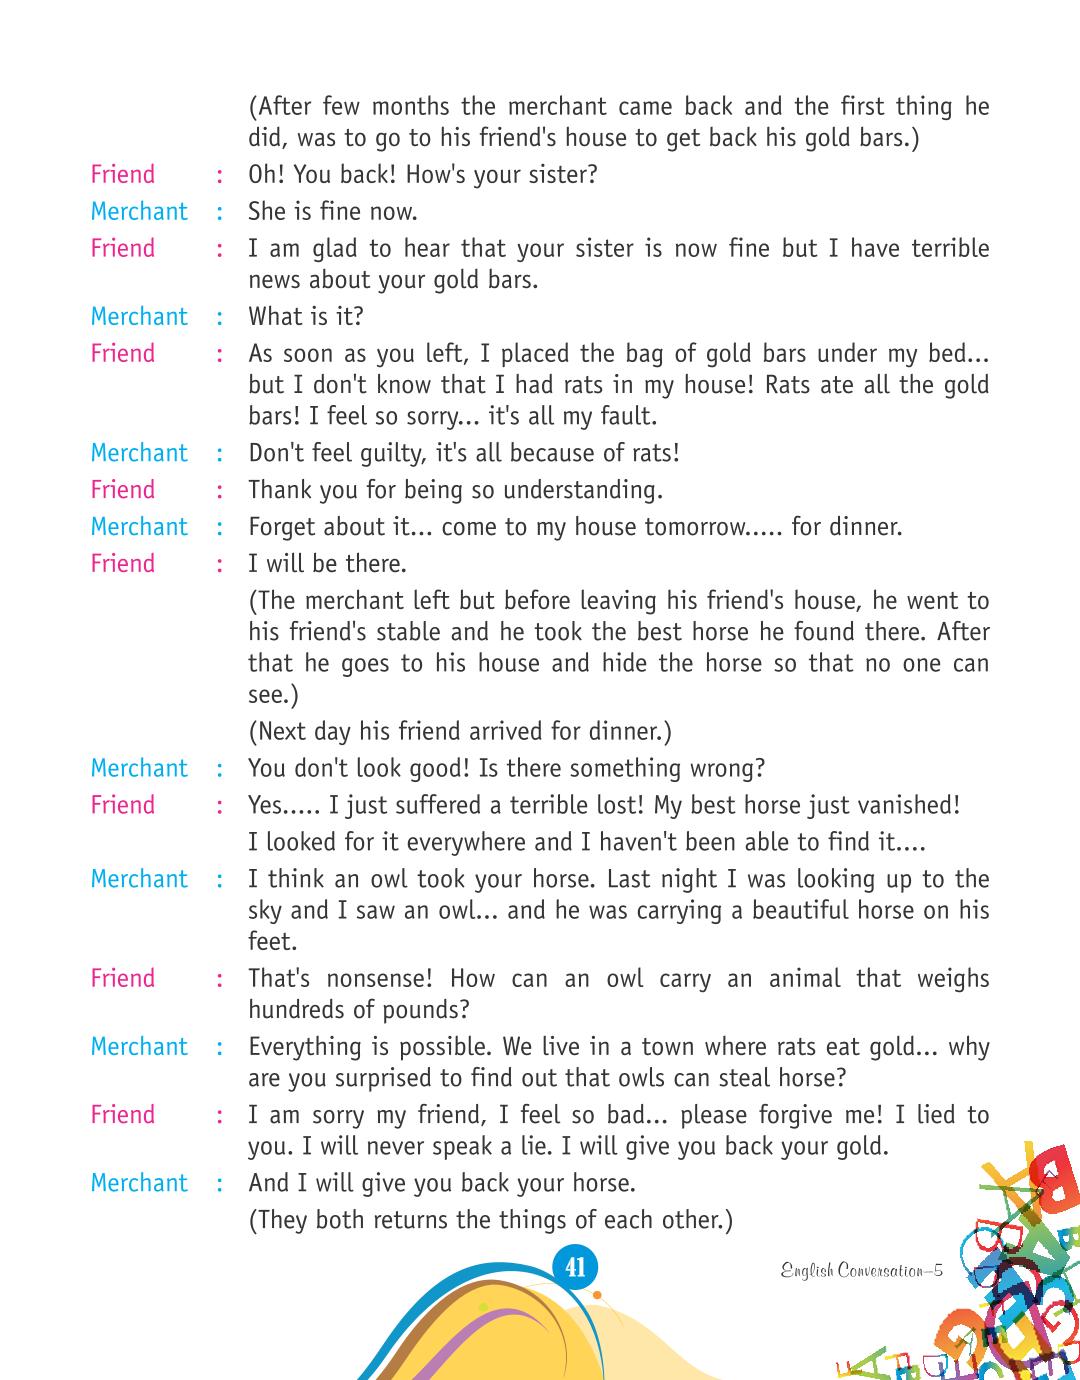 (After few months the merchant came back and the first thing he
did, was to go to his friend's house to get back his gold bars.)
Friend : Oh! You back! How's your sister?
Merchant : She is fine now.
Friend : I am glad to hear that your sister is now fine but I have terrible
news about your gold bars.
Merchant : What is it?
Friend : As soon as you left, I placed the bag of gold bars under my bed...
but I don't know that I had rats in my house! Rats ate all the gold
bars! I feel so sorry... it's all my fault.
Merchant : Don't feel guilty, it's all because of rats!
Friend : Thank you for being so understanding.
Merchant : Forget about it... come to my house tomorrow..... for dinner.
Friend : I will be there.
(The merchant left but before leaving his friend's house, he went to
his friend's stable and he took the best horse he found there. After
that he goes to his house and hide the horse so that no one can
see.)
(Next day his friend arrived for dinner.)
Merchant : You don't look good! Is there something wrong?
Friend : Yes..... I just suffered a terrible lost! My best horse just vanished!
I looked for it everywhere and I haven't been able to find it....
Merchant : I think an owl took your horse. Last night I was looking up to the
sky and I saw an owl... and he was carrying a beautiful horse on his
feet.
Friend : That's nonsense! How can an owl carry an animal that weighs
hundreds of pounds?
Merchant : Everything is possible. We live in a town where rats eat gold... why
are you surprised to find out that owls can steal horse?
Friend : I am sorry my friend, I feel so bad... please forgive me! I lied to
you. I will never speak a lie. I will give you back your gold.
Merchant : And I will give you back your horse.
(They both returns the things of each other.)
41
English Conversation–5